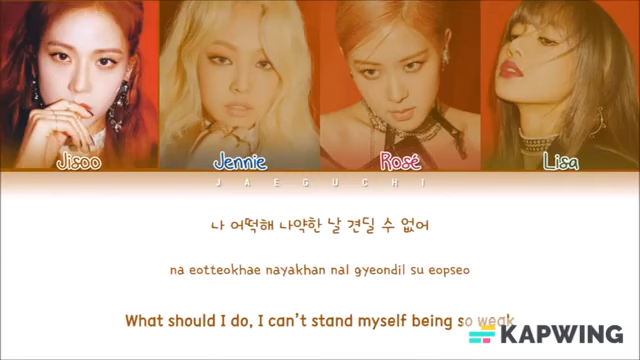 Jisoo Jennie Rosé Lisa
JAEGUCHI
나 어떡해 나약한 날 견딜 수 없어
na eotteokhae nayakhan nal gyeondil su eopseo
What should I do, I can't stand myself being so weak
KAPWING